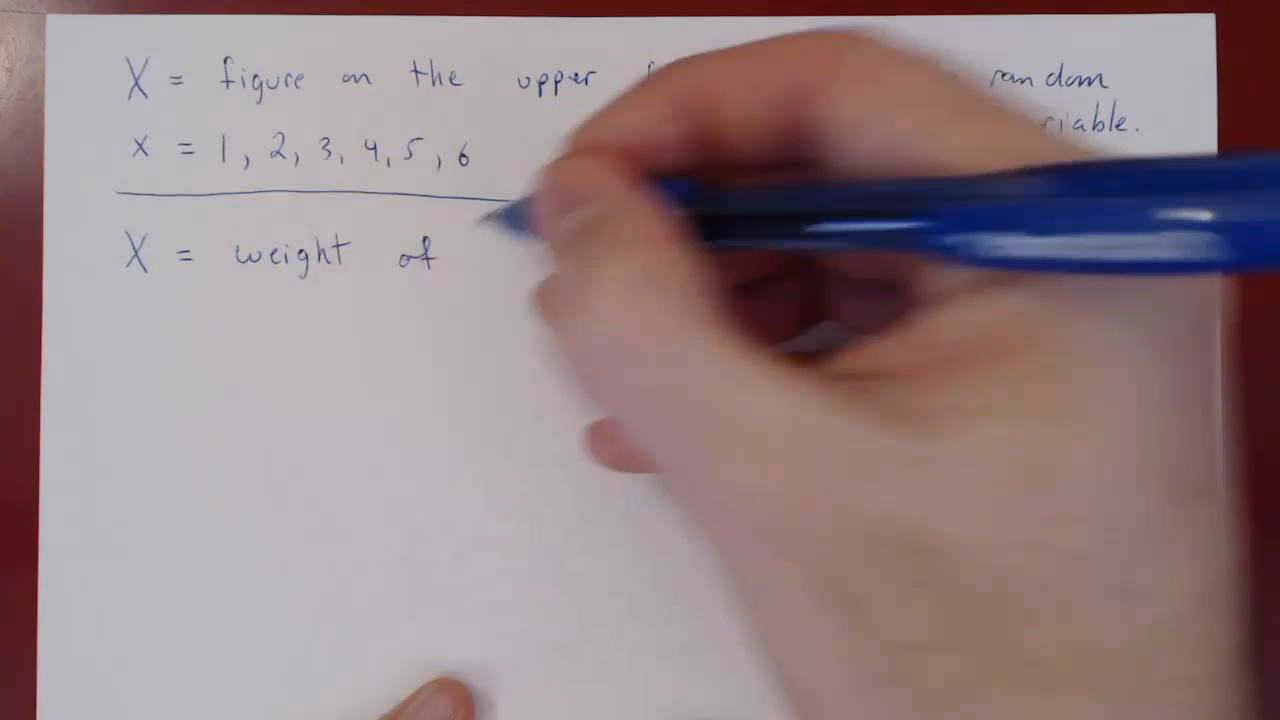 X = figure on the upper random
x = 1, 2, 3, 4, 5, 6
X = weight of